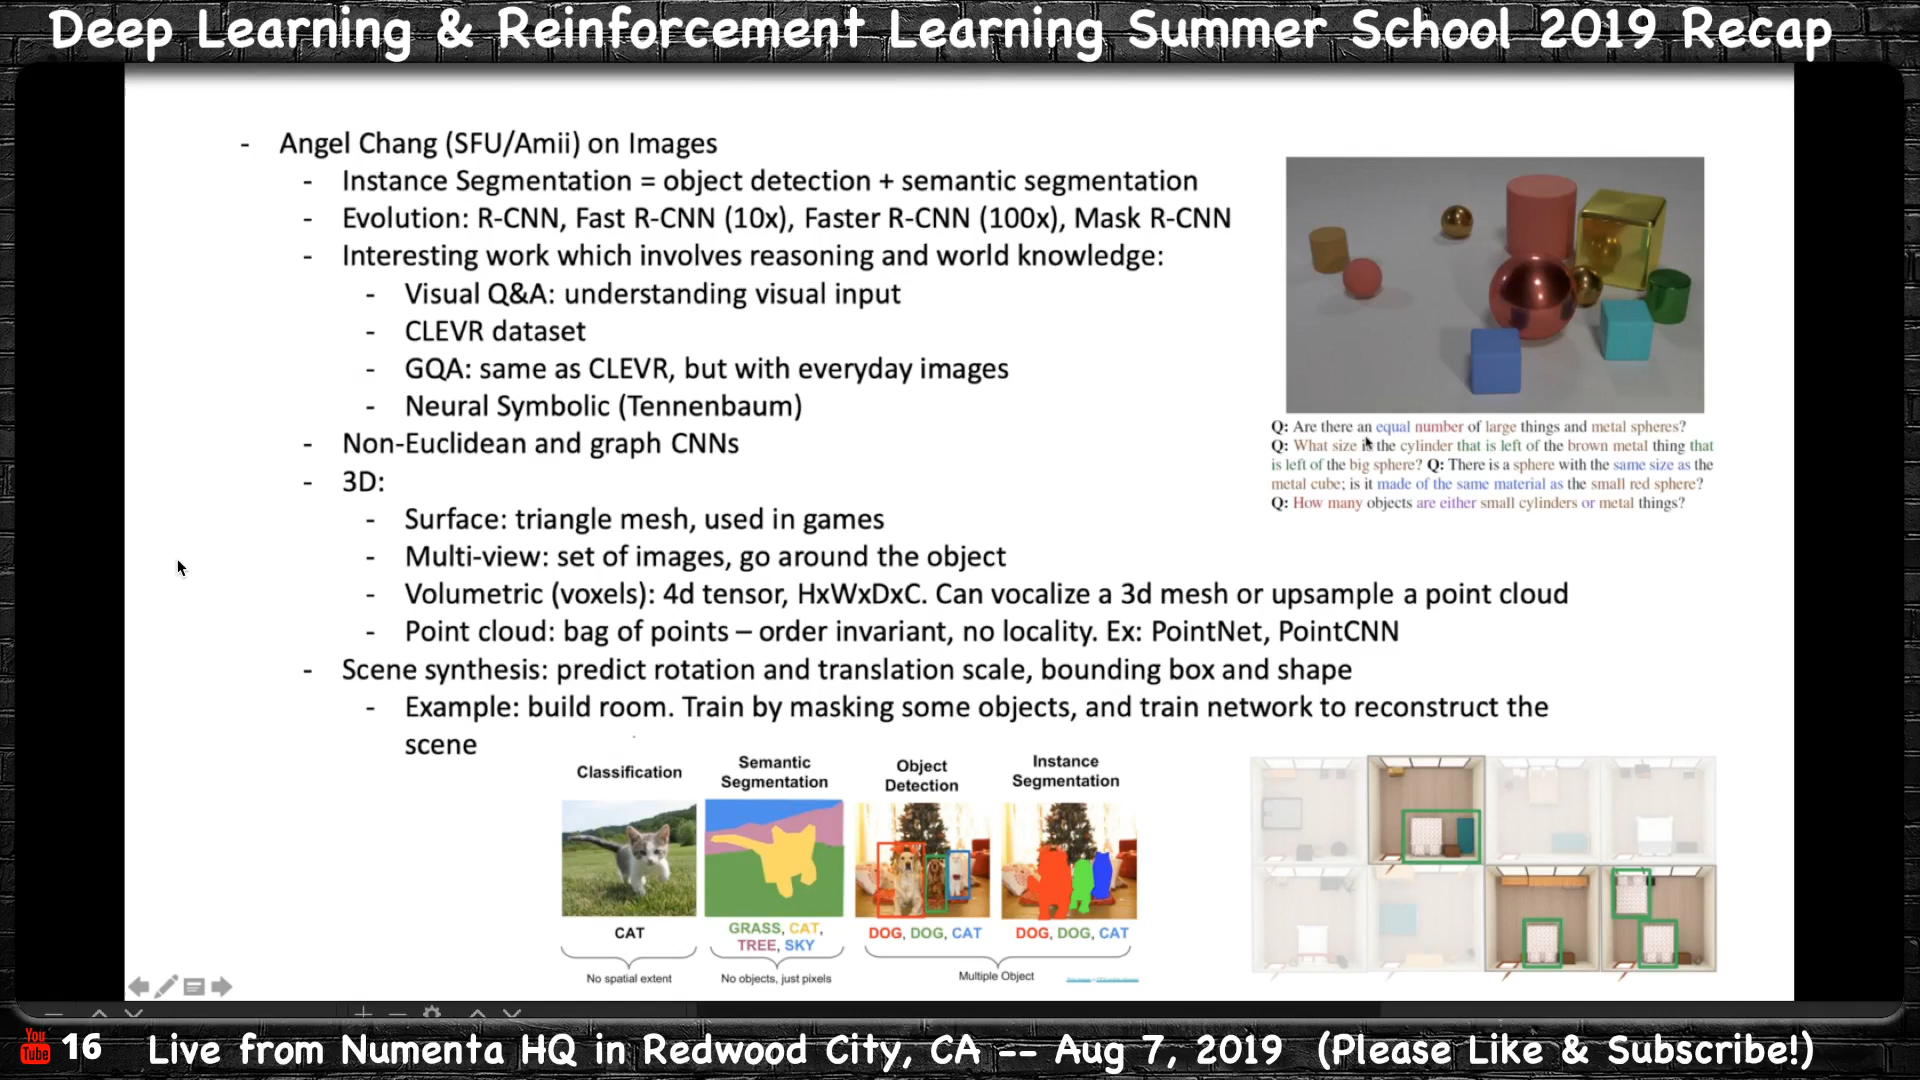 Deep Learning & Reinforcement Learning Summer School 2019 Recap
- Angel Chang (SFU/Amii) on Images
- Instance Segmentation = object detection + semantic segmentation
- Evolution: R-CNN, Fast R-CNN (10x), Faster R-CNN (100x), Mask R-CNN
- Interesting work which involves reasoning and world knowledge:
- Visual Q&A: understanding visual input
- CLEVR dataset
- GQA: same as CLEVR, but with everyday images
- Neural Symbolic (Tennenbaum)
- Non-Euclidean and graph CNNs
- 3D:
- Surface: triangle mesh, used in games
- Multi-view: set of images, go around the object
- Volumetric (voxels): 4d tensor, HxWxDxC. Can vocalize a 3d mesh or upsample a point cloud
- Point cloud: bag of points – order invariant, no locality. Ex: PointNet, PointCNN
- Scene synthesis: predict rotation and translation scale, bounding box and shape
- Example: build room. Train by masking some objects, and train network to reconstruct the
scene
Q: Are there an equal number of large things and metal spheres?
Q: What size is the cylinder that is left of the brown metal thing that
is left of the big sphere? Q: There is a sphere with the same size as the
metal cube; is it made of the same material as the small red sphere?
Q: How many objects are either small cylinders or metal things?
Classification
Semantic
Segmentation
Object
Detection
Instance
Segmentation
CAT
GRASS, CAT,
TREE, SKY
DOG, DOG, CAT
DOG, DOG, CAT
No spatial extent
No objects, just pixels
Multiple Object
You
Tube
16
Live from Numenta HQ in Redwood City, CA -- Aug 7, 2019 (Please Like & Subscribe!)